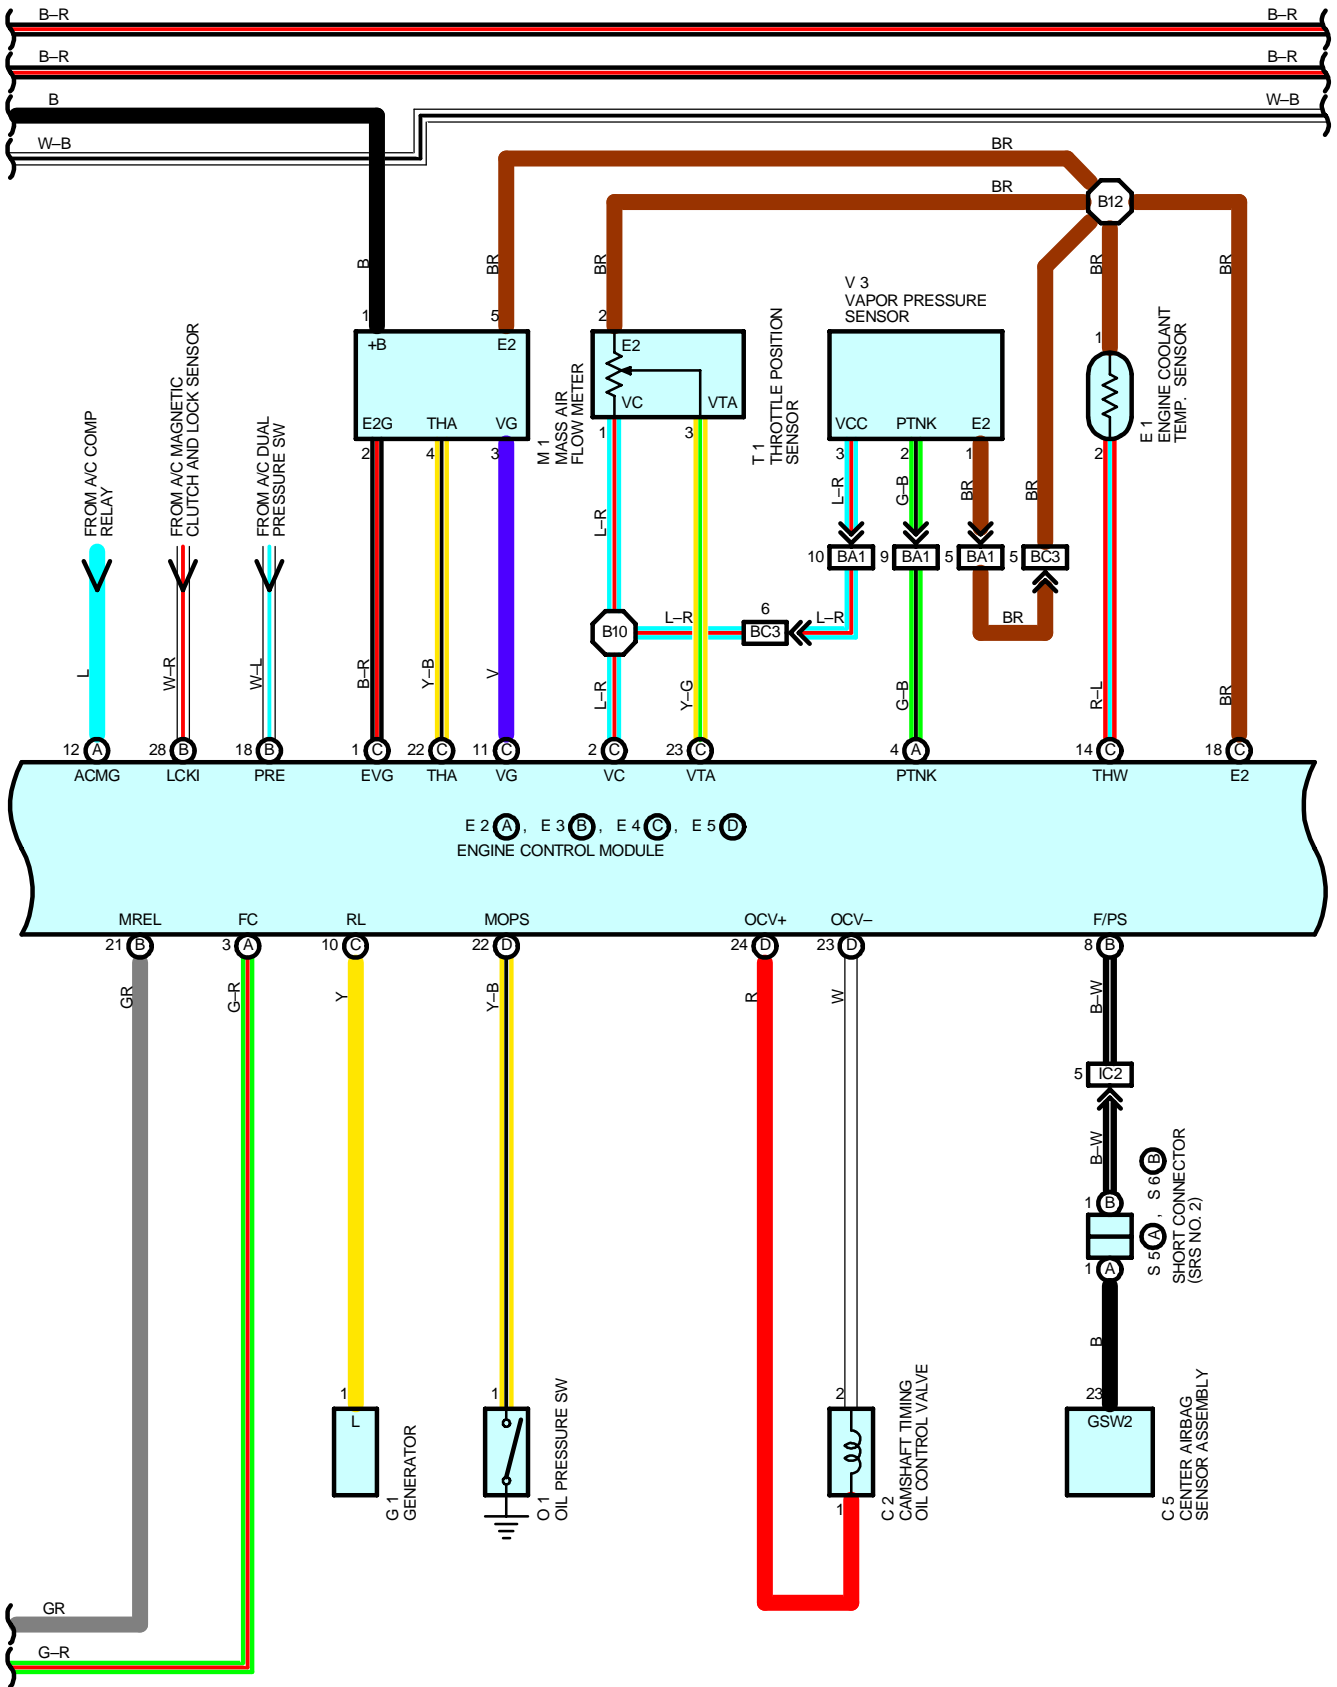 B–R B–R
B–R B–R
B W–B
W–B
BR
BR
B12
B
BR
BR
BR
BR
V 3
VAPOR PRESSURE
SENSOR
1 5 2 1
+B E2
E2
VC VTA
E2G THA VG
VCC PTNK E2
2 4 3
1 3
3 2 1
2
M 1
MASS AIR
FLOW METER
T 1
THROTTLE POSITION
SENSOR
E 1
ENGINE COOLANT
TEMP. SENSOR
FROM A/C COMP
RELAY
FROM A/C MAGNETIC
CLUTCH AND LOCK SENSOR
FROM A/C DUAL
PRESSURE SW
L–R
L–R
G–B
BR
BR
10 BA1 9 BA1 5 BA1 5 BC3
6
B10 L–R BC3 L–R
BR
L
W–R
W–L
B–R
Y–B
V
L–R
Y–G
G–B
R–L
BR
12 A 28 B 18 B 1 C 22 C 11 C 2 C 23 C 4 A 14 C 18 C
ACMG LCKI PRE EVG THA VG VC VTA PTNK THW E2
E 2 A , E 3 B , E 4 C , E 5 D
ENGINE CONTROL MODULE
MREL FC RL MOPS OCV+ OCV– F/PS
21 B 3 A 10 C 22 D 24 D 23 D 8 B
GR
G–R
Y
Y–B
R
W
B–W
5 IC2
B–W
1 B
1 A
S 5 A , S 6 B
SHORT CONNECTOR
(SRS NO. 2)
B
1 1 2 23
L GSW2
1
G 1
GENERATOR
O 1
OIL PRESSURE SW
C 2
CAMSHAFT TIMING
OIL CONTROL VALVE
C 5
CENTER AIRBAG
SENSOR ASSEMBLY
GR
G–R